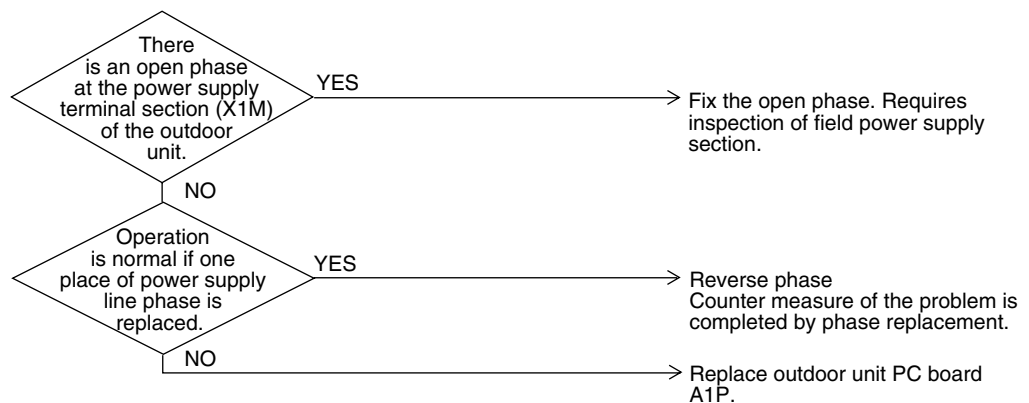 There
is an open phase
at the power supply
terminal section (X1M)
of the outdoor
unit.
YES
Fix the open phase. Requires
inspection of field power supply
section.
NO
Operation
is normal if one
place of power supply
line phase is
replaced.
YES
Reverse phase
Counter measure of the problem is
completed by phase replacement.
NO
Replace outdoor unit PC board
A1P.